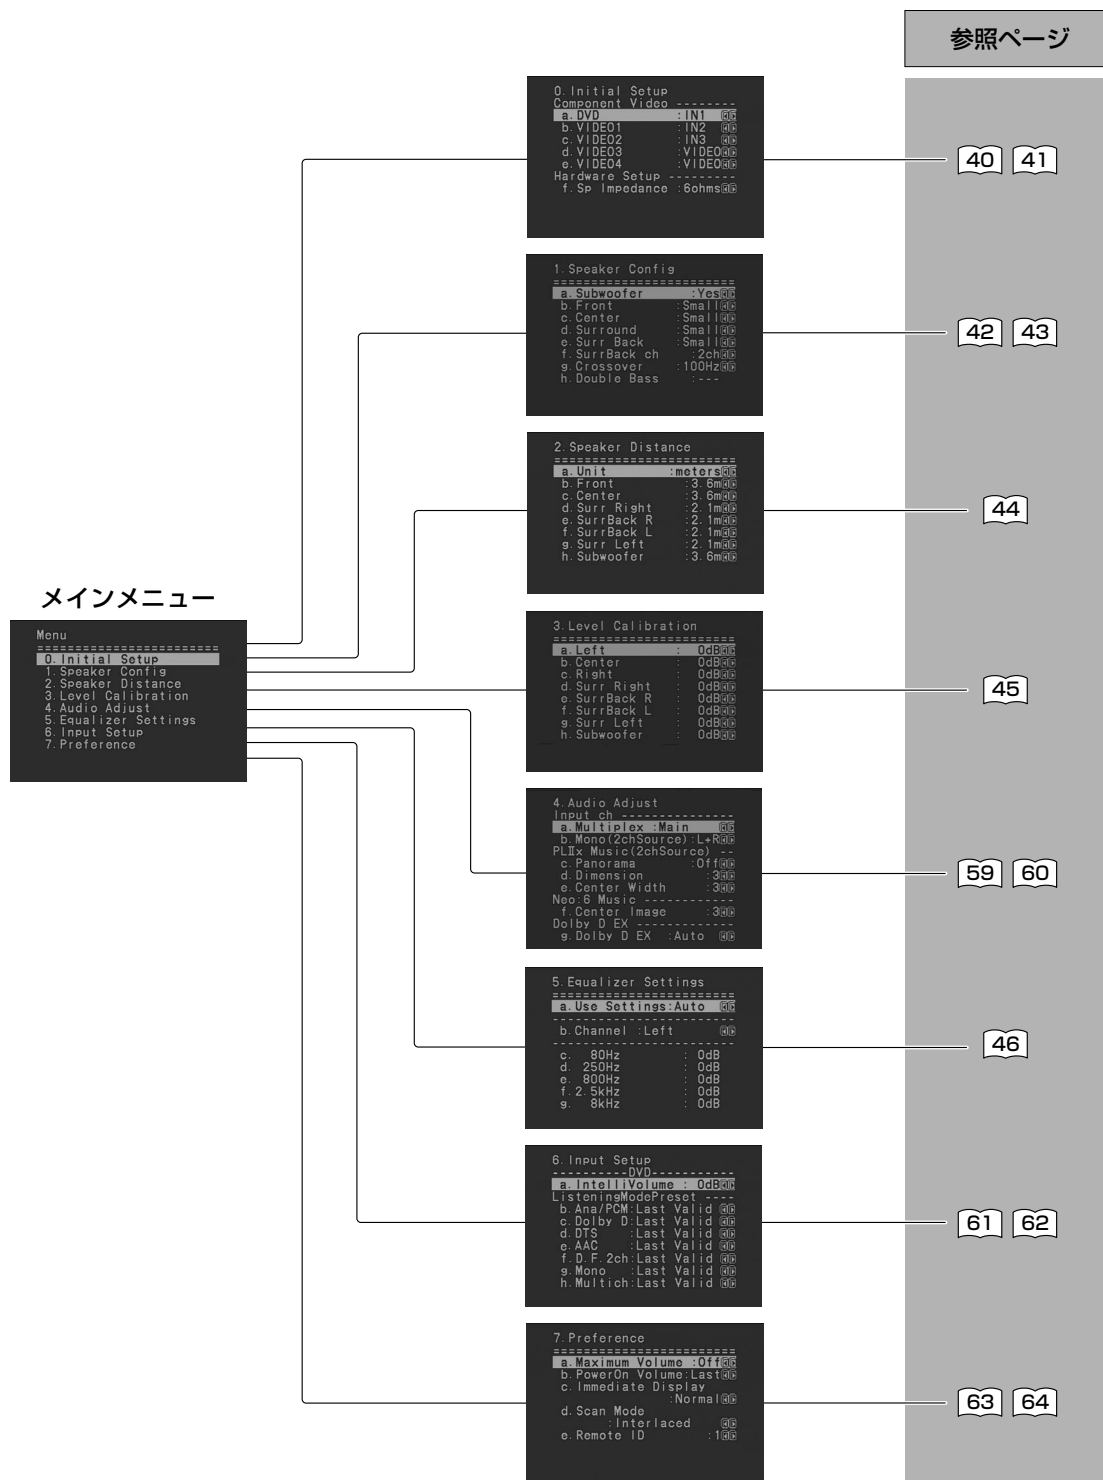 参照ページ
0.Initial Setup
Component Video --------
a.DVD :IN1
b.VIDEO1 :IN2
c.VIDEO2 :IN3
d.VIDEO3 :VIDEO
e.VIDEO4 :VIDEO
Hardware Setup ---------
f.Sp Impedance :6ohms
40 41
1.Speaker Config
========================
a.Subwoofer :Yes
b.Front :Small
c.Center :Small
d.Surround :Small
e.Surr Back :Small
f.SurrBack ch :2ch
g.Crossover :100Hz
h.Double Bass :---
42 43
2.Speaker Distance
========================
a.Unit :meters
b.Front :3.6m
c.Center :3.6m
d.Surr Right :2.1m
e.SurrBack R :2.1m
f.SurrBack L :2.1m
g.Surr Left :2.1m
h.Subwoofer :3.6m
44
メインメニュー
Menu
========================
0.Initial Setup
1.Speaker Config
2.Speaker Distance
3.Level Calibration
4.Audio Adjust
5.Equalizer Settings
6.Input Setup
7.Preference
3.Level Calibration
========================
a.Left : 0dB
b.Center : 0dB
c.Right : 0dB
d.Surr Right : 0dB
e.SurrBack R : 0dB
f.SurrBack L : 0dB
g.Surr Left : 0dB
h.Subwoofer : 0dB
45
4.Audio Adjust
Input ch ---------------
a.Multiplex :Main
b.Mono(2chSource):L+R
PLIIx Music(2chSource) --
c.Panorama :Off
d.Dimension :3
e.Center Width :3
Neo:6 Music ------------
f.Center Image :3
Dolby D EX -------------
g.Dolby D EX :Auto
59 60
5.Equalizer Settings
========================
a.Use Settings:Auto
------------------------
b.Channel :Left
------------------------
c. 80Hz : 0dB
d. 250Hz : 0dB
e. 800Hz : 0dB
f.2.5kHz : 0dB
g. 8kHz : 0dB
46
6.Input Setup
----------DVD-----------
a.IntelliVolume : 0dB
ListeningModePreset ----
b.Ana/PCM:Last Valid
c.Dolby D:Last Valid
d.DTS :Last Valid
e.AAC :Last Valid
f.D.F.2ch:Last Valid
g.Mono :Last Valid
h.Multich:Last Valid
61 62
7.Preference
========================
a.Maximum Volume :Off
b.PowerOn Volume:Last
c.Immediate Display
:Normal
d.Scan Mode
:Interlaced
e.Remote ID :1
63 64